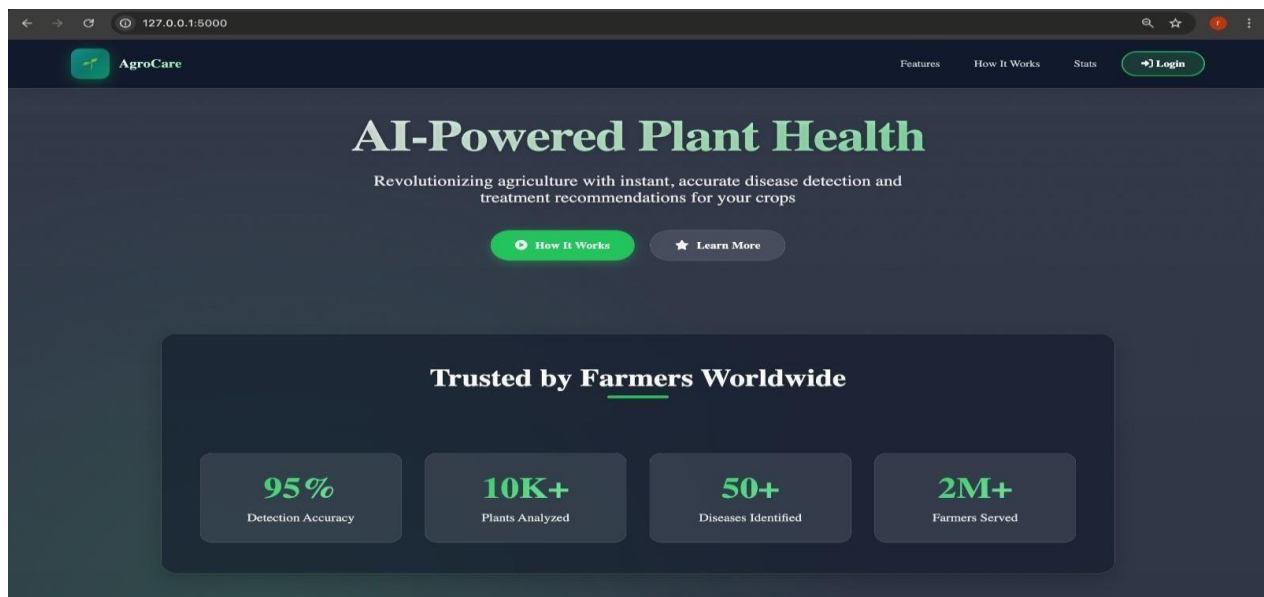 127.0.0.1:5000
AgroCare
Features
How It Works
Stats
Login
AI-Powered Plant Health
Revolutionizing agriculture with instant, accurate disease detection and
treatment recommendations for your crops
How It Works
Learn More
Trusted by Farmers Worldwide
95%
10K+
50+
2M+
Detection Accuracy
Plants Analyzed
Diseases Identified
Farmers Served